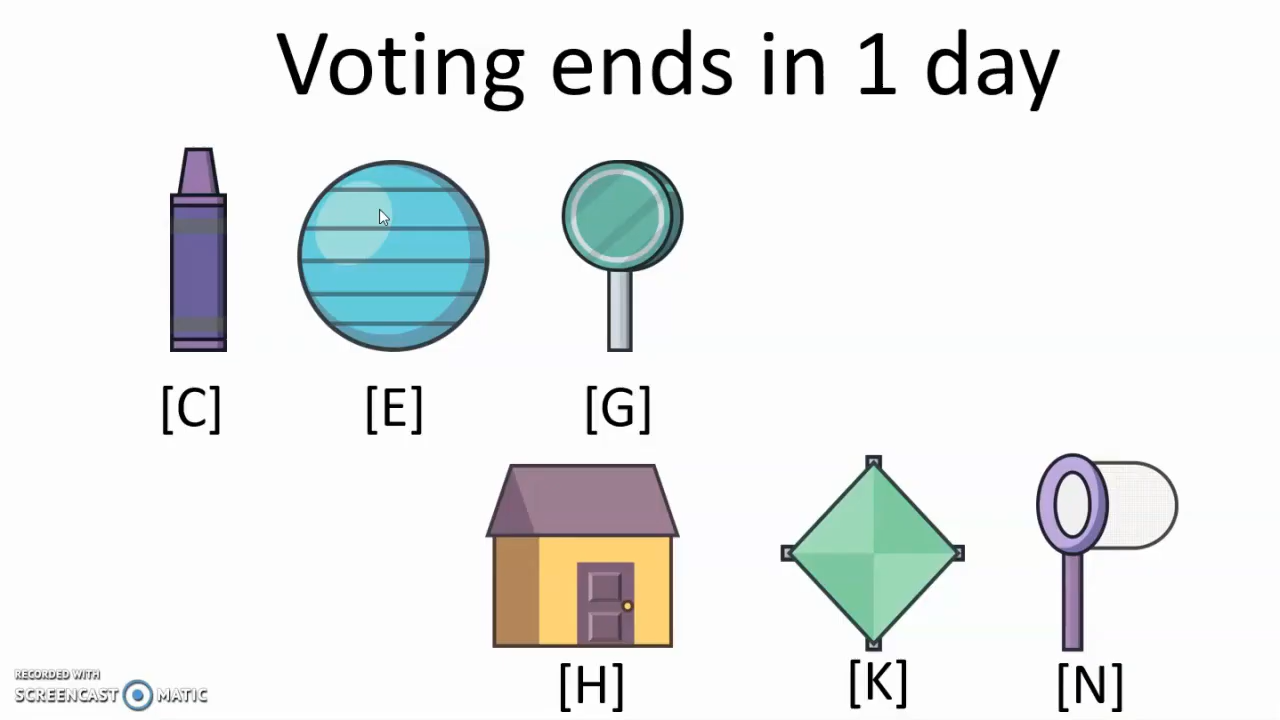 Voting ends in 1 day
[C] [E] [G]
[H] [K] [N]
RECORDED WITH
SCREENCAST MATIC